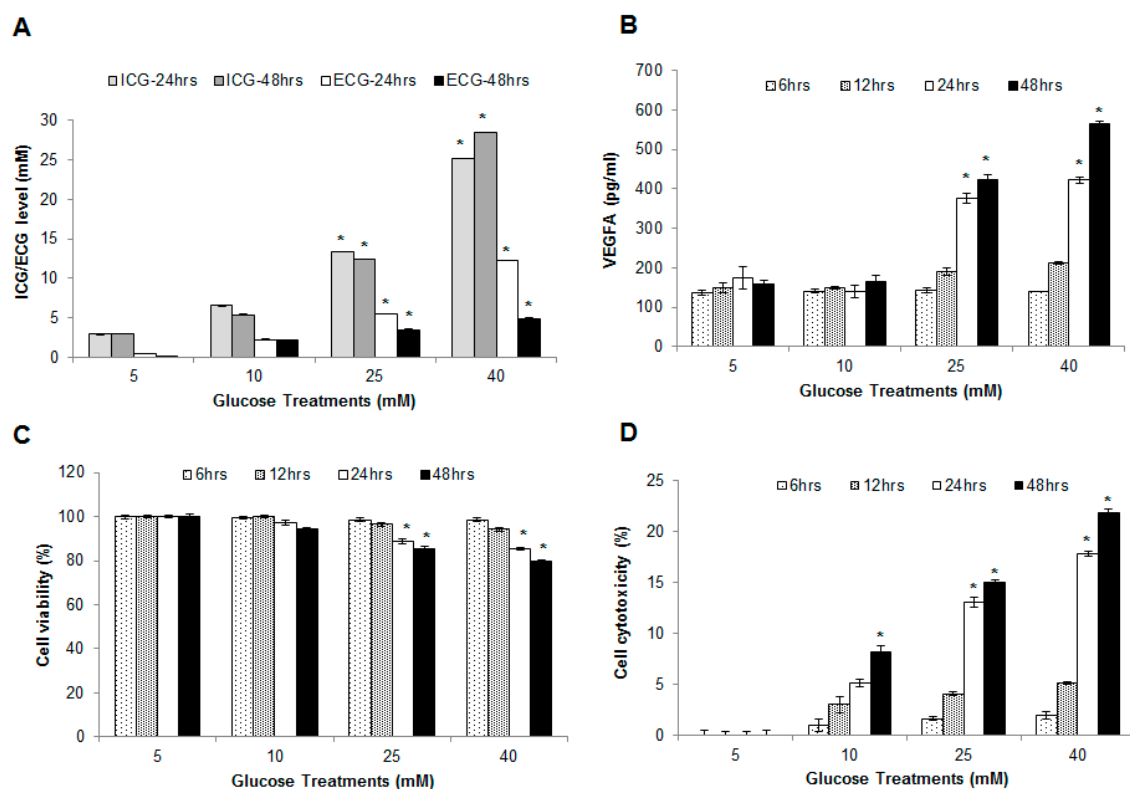 A
ICG-24hrs ICG-48hrs ECG-24hrs ECG-48hrs
ICG/ECG level (mM)
30
25
20
15
10
5
0
* * * * * * * *
5 10 25 40
Glucose Treatments (mM)
B
6hrs 12hrs 24hrs 48hrs
VEGFA (pg/ml)
700
600
500
400
300
200
100
0
* * * *
5 10 25 40
Glucose Treatments (mM)
C
6hrs 12hrs 24hrs 48hrs
Cell viability (%)
120
100
80
60
40
20
0
* * * *
5 10 25 40
Glucose Treatments (mM)
D
6hrs 12hrs 24hrs 48hrs
Cell cytotoxicity (%)
25
20
15
10
5
0
* * * * *
5 10 25 40
Glucose Treatments (mM)